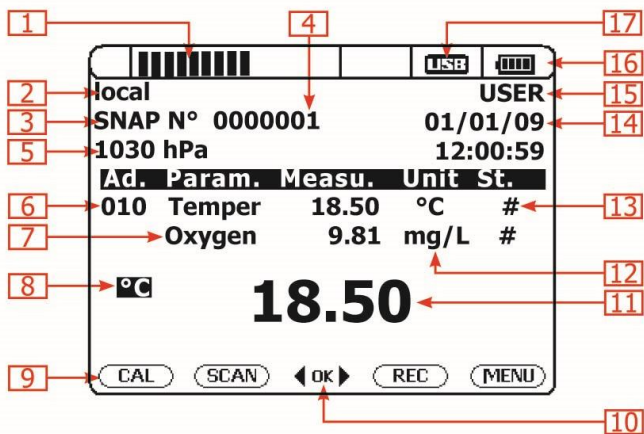 1 4 17
USB 16
2 local USER 15
3 SNAP N° 0000001 01/01/09 14
5 1030 hPa 12:00:59
Ad. Param. Measu. Unit St.
6 010 Temper 18.50 °C # 13
7 Oxygen 9.81 mg/L #
12
8 °C 18.50 11
9 CAL SCAN OK REC MENU
10